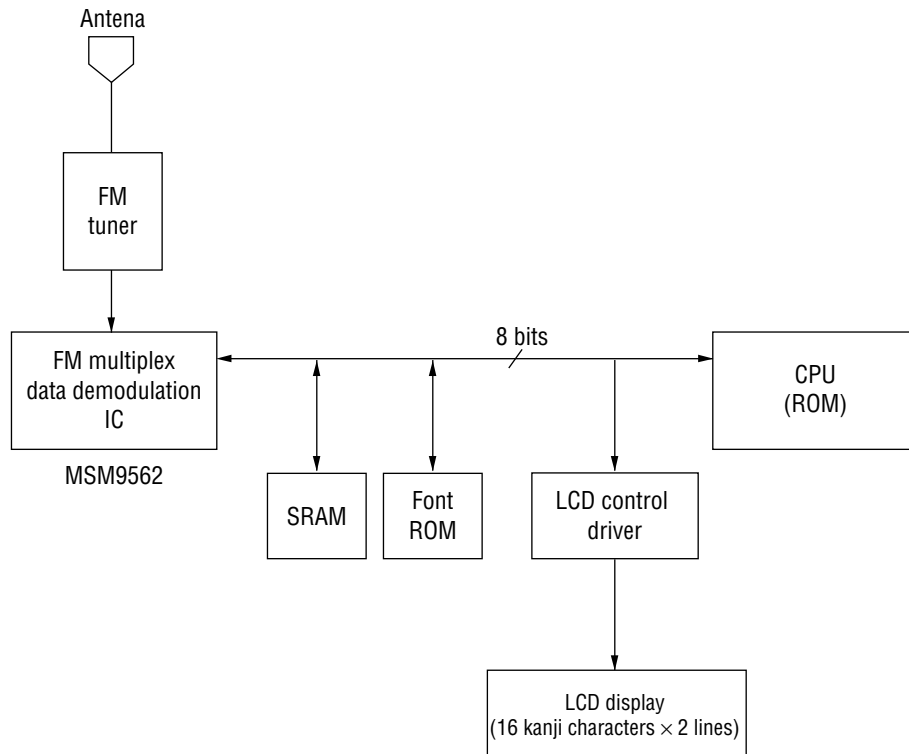 Antena
FM
tuner
8 bits
FM multiplex
data demodulation
IC
CPU
(ROM)
MSM9562
SRAM
Font
ROM
LCD control
driver
LCD display
(16 kanji characters × 2 lines)